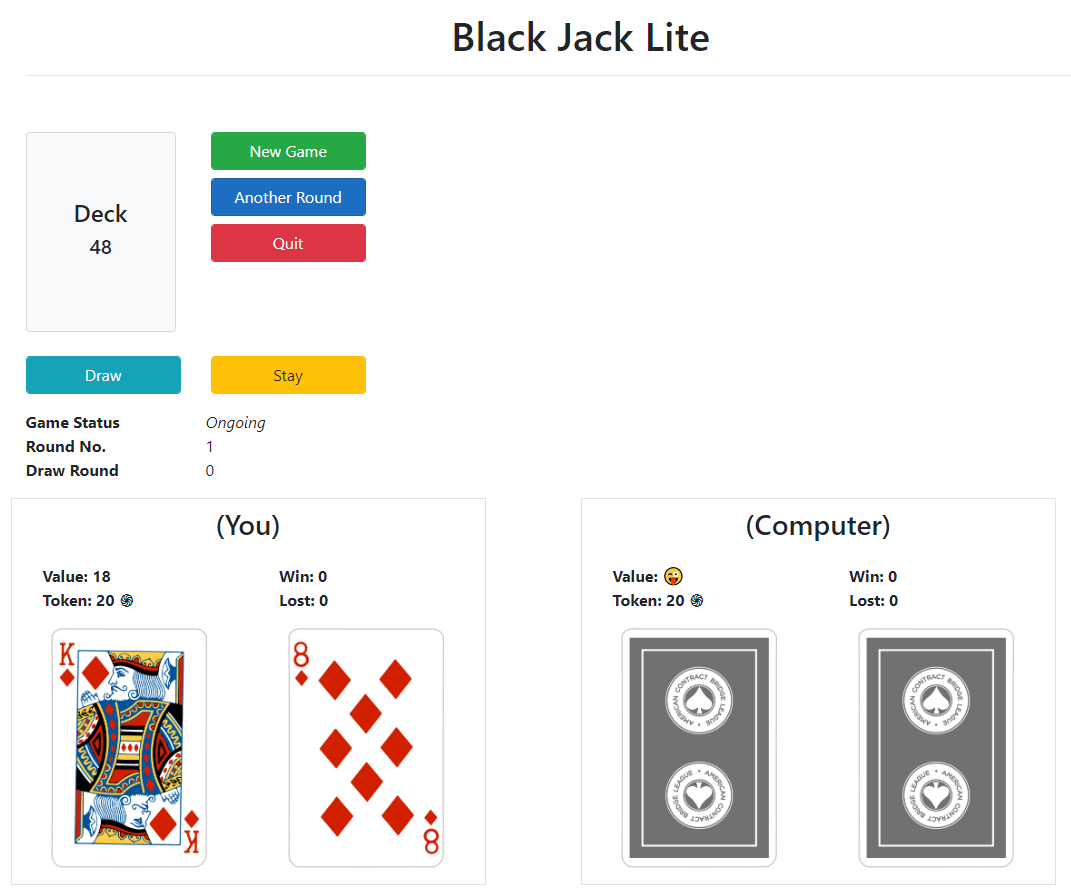 Black Jack Lite
Deck
48
New Game
Another Round
Quit
Draw
Stay
Game Status Ongoing
Round No. 1
Draw Round 0
(You)
Value: 18 Win: 0
Token: 20 Lost: 0
K
K
8
8
(Computer)
Value: 😜 Win: 0
Token: 20 Lost: 0
AMERICAN CONTRACT BRIDGE LEAGUE •
AMERICAN CONTRACT BRIDGE LEAGUE •
AMERICAN CONTRACT BRIDGE LEAGUE •
AMERICAN CONTRACT BRIDGE LEAGUE •